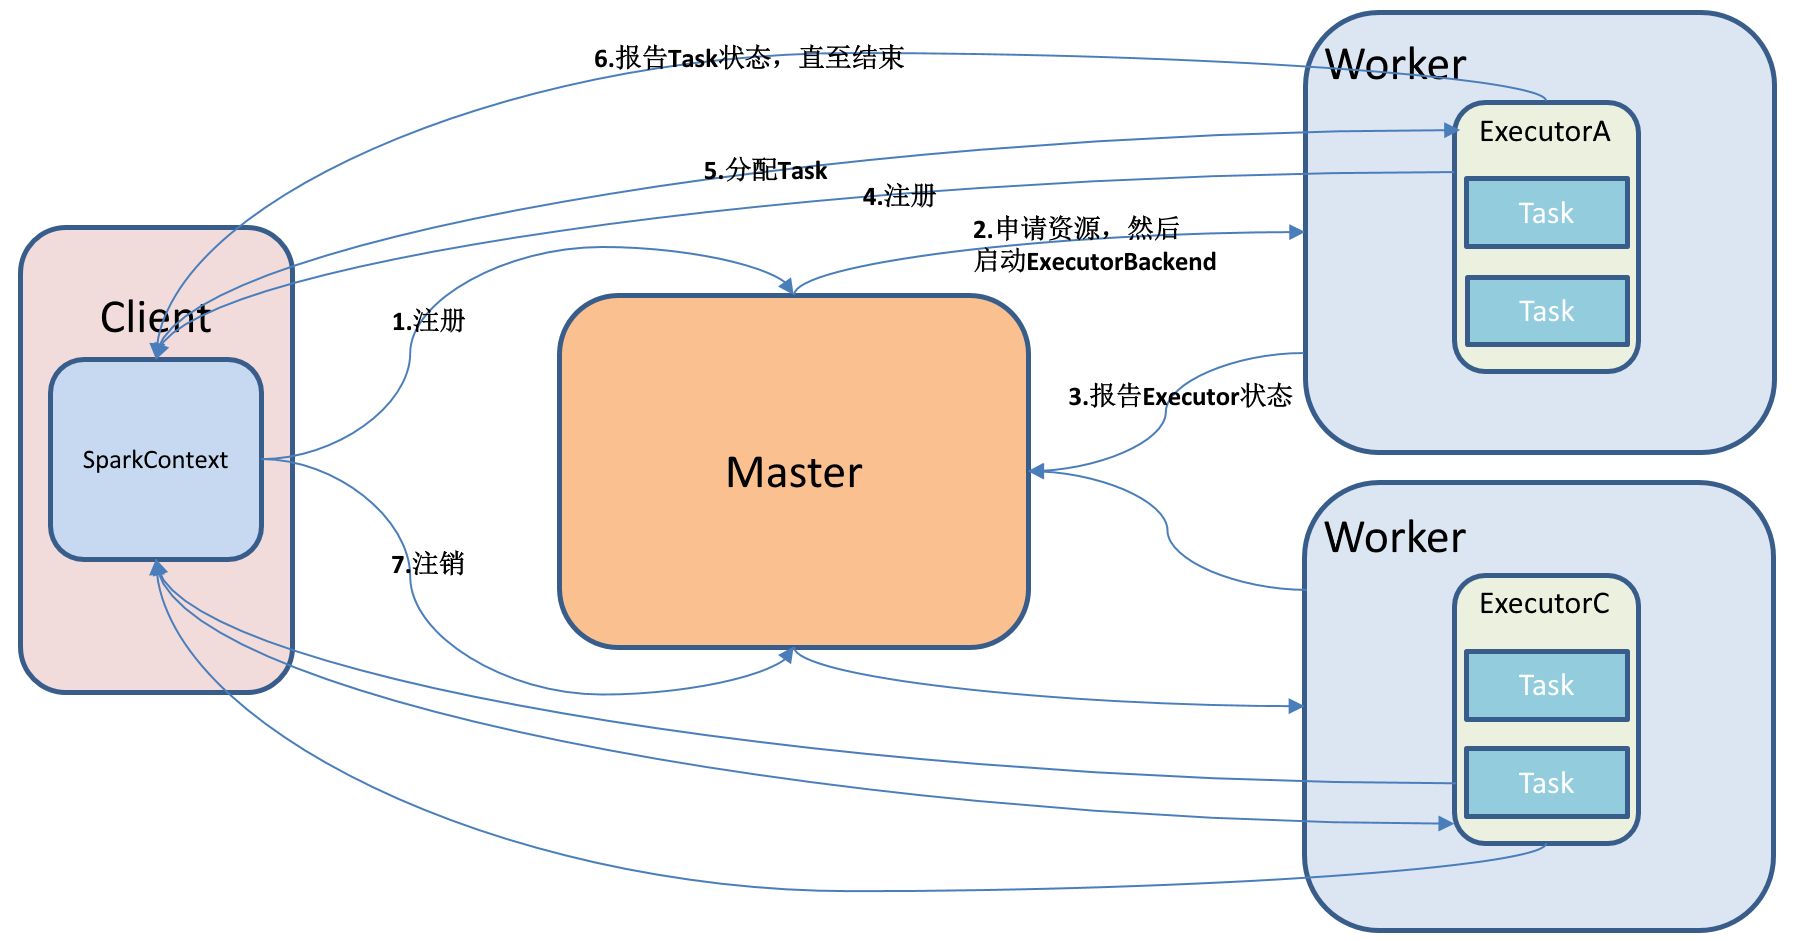 6.报告Task状态，直至结束
Worker
ExecutorA
5.分配Task
4.注册
Task
2.申请资源，然后
启动ExecutorBackend
Client
1.注册
Task
3.报告Executor状态
SparkContext
Master
Worker
7.注销
ExecutorC
Task
Task